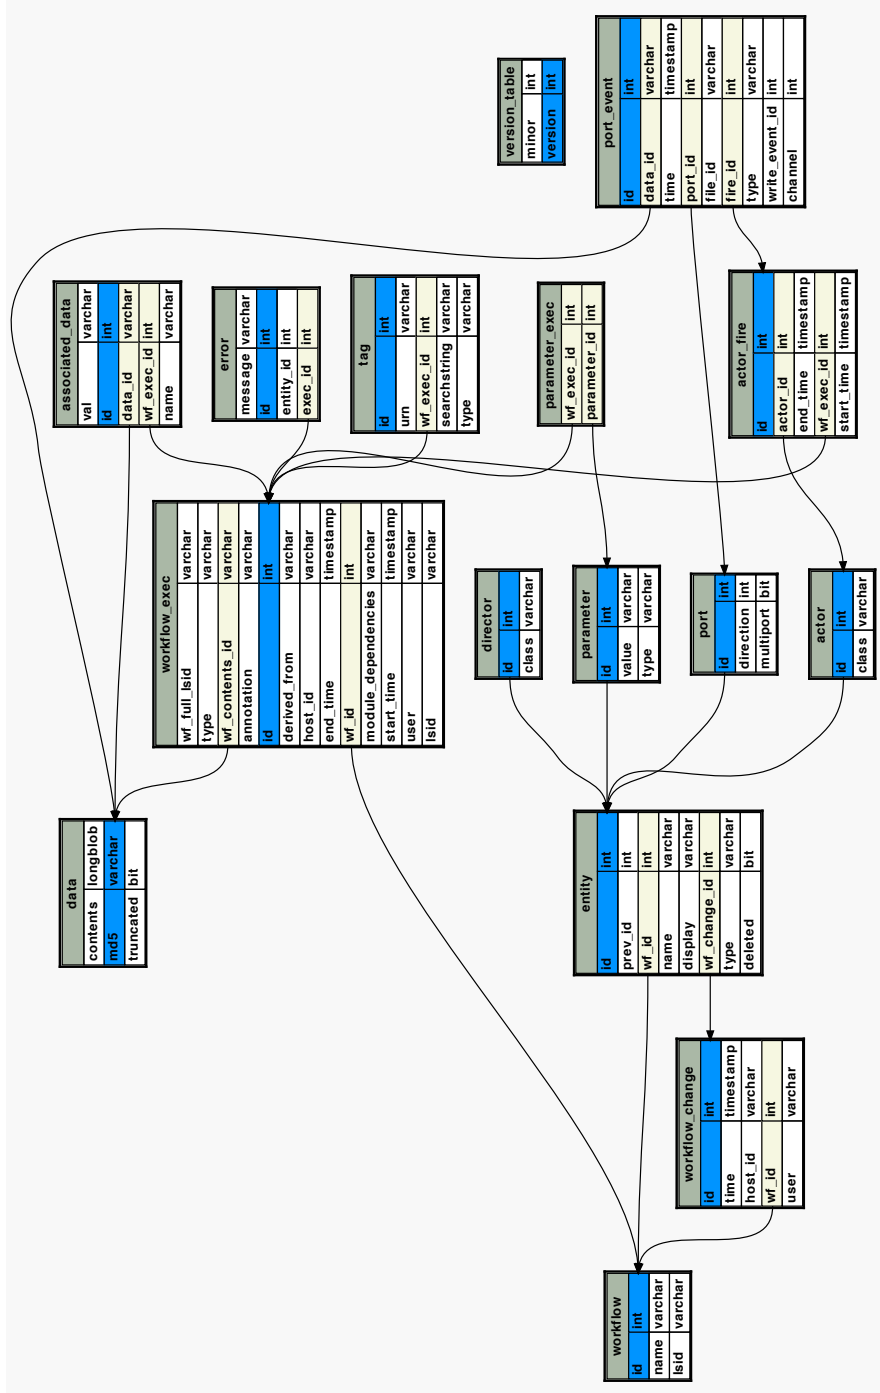 version_table
minor int
version int
port_event
id int
data_id varchar
time timestamp
port_id int
file_id varchar
fire_id int
type varchar
write_event_id int
channel int
associated_data
val varchar
id int
data_id varchar
wf_exec_id int
name varchar
error
message varchar
id int
entity_id int
exec_id int
tag
id int
urn varchar
wf_exec_id int
searchstring varchar
type varchar
parameter_exec
wf_exec_id int
parameter_id int
actor_fire
id int
actor_id int
end_time timestamp
wf_exec_id int
start_time timestamp
workflow_exec
wf_full_lsid varchar
type varchar
wf_contents_id varchar
annotation varchar
id int
derived_from varchar
host_id varchar
end_time timestamp
wf_id int
module_dependencies varchar
start_time timestamp
user varchar
lsid varchar
director
id int
class varchar
parameter
id int
value varchar
type varchar
port
id int
direction int
multiport bit
actor
id int
class varchar
data
contents longblob
md5 varchar
truncated bit
entity
id int
prev_id int
wf_id int
name varchar
display varchar
wf_change_id int
type varchar
deleted bit
workflow_change
id int
time timestamp
host_id varchar
wf_id int
user varchar
workflow
id int
name varchar
lsid varchar